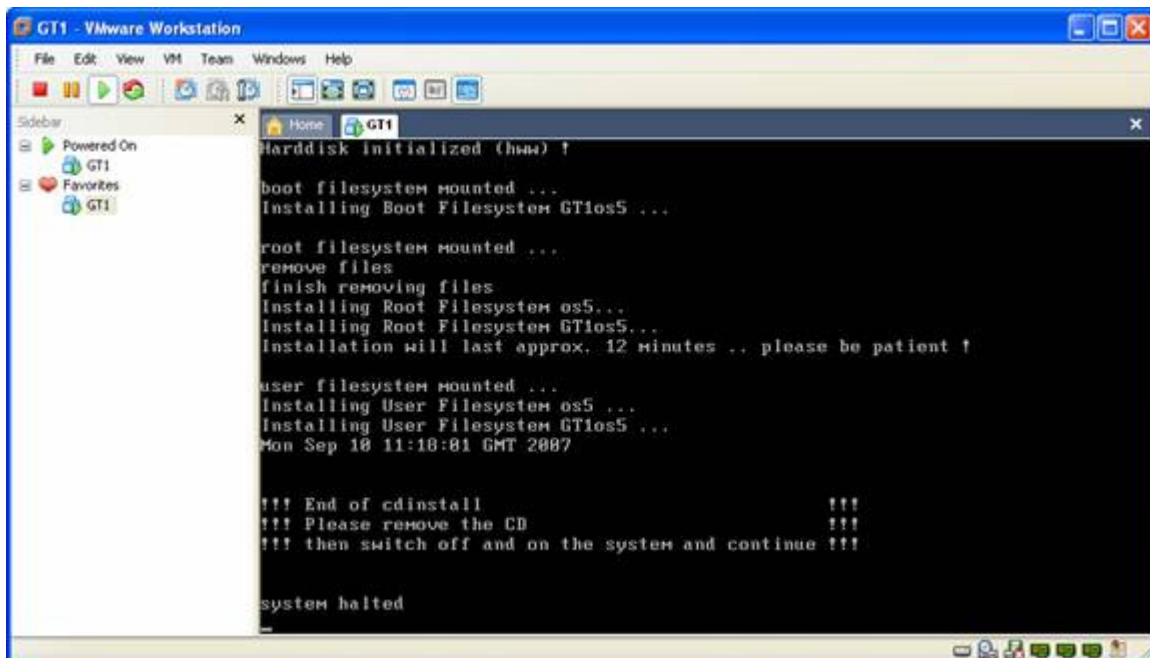 GT1 - VMware Workstation
File Edit View VM Team Windows Help
Sidebar
Powered On
GT1
Favorites
GT1
Home GT1
Harddisk initialized (hww) !
boot filesystem mounted ...
Installing Boot Filesystem GT1os5 ...
root filesystem mounted ...
remove files
finish removing files
Installing Root Filesystem os5...
Installing Root Filesystem GT1os5...
Installation will last approx. 12 minutes .. please be patient !
user filesystem mounted ...
Installing User Filesystem os5 ...
Installing User Filesystem GT1os5 ...
Mon Sep 10 11:18:01 GMT 2007
!!! End of cdinstall !!!
!!! Please remove the CD !!!
!!! then switch off and on the system and continue !!!
system halted